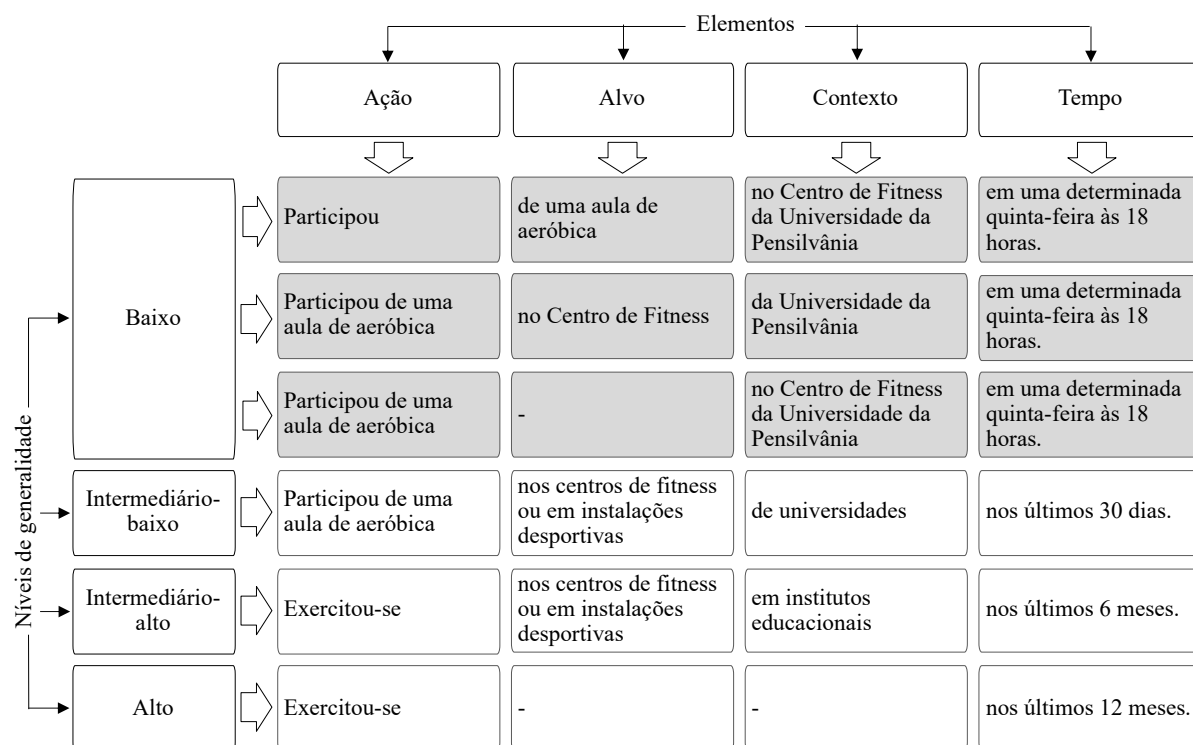 Elementos
Ação
Alvo
Contexto
Tempo
Níveis de generalidade
Baixo
Participou
de uma aula de
aeróbica
no Centro de Fitness
da Universidade da
Pensilvânia
em uma determinada
quinta-feira às 18
horas.
Participou de uma
aula de aeróbica
no Centro de Fitness
da Universidade da
Pensilvânia
em uma determinada
quinta-feira às 18
horas.
Participou de uma
aula de aeróbica
-
no Centro de Fitness
da Universidade da
Pensilvânia
em uma determinada
quinta-feira às 18
horas.
Intermediário-
baixo
Participou de uma
aula de aeróbica
nos centros de fitness
ou em instalações
desportivas
de universidades
nos últimos 30 dias.
Intermediário-
alto
Exercitou-se
nos centros de fitness
ou em instalações
desportivas
em institutos
educacionais
nos últimos 6 meses.
Alto
Exercitou-se
-
-
nos últimos 12 meses.